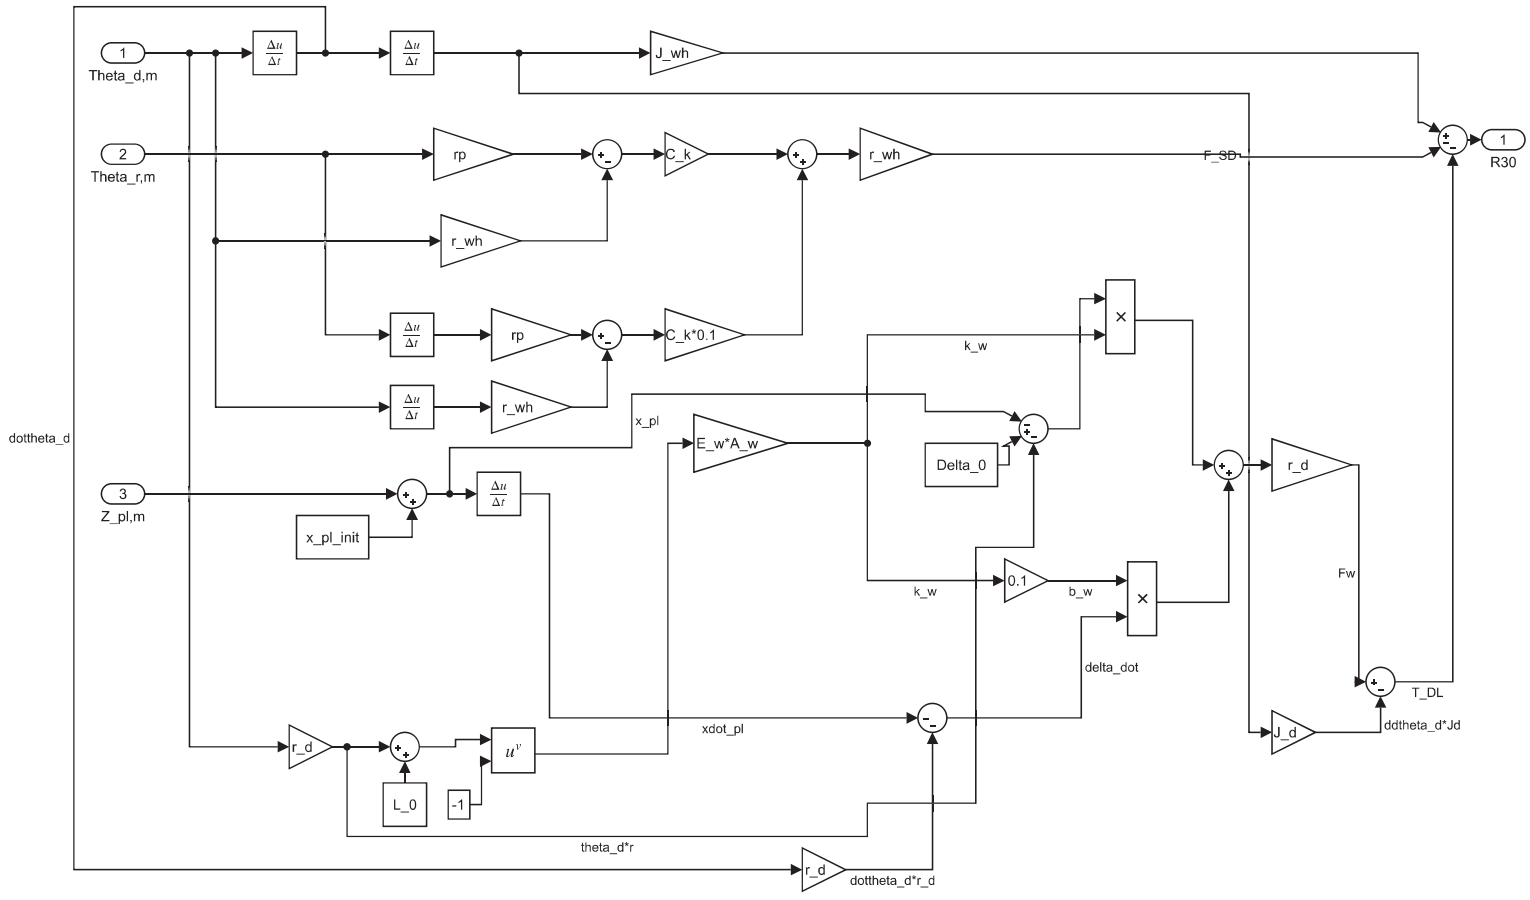 1
Theta_d,m
Δu
Δt
Δu
Δt
J_wh
2
Theta_r,m
rp
+
-
C_k
+
+
r_wh
F_SD
+
-
-
1
R30
r_wh
Δu
Δt
rp
+
-
C_k*0.1
k_w
×
Δu
Δt
r_wh
x_pl
dottheta_d
E_w*A_w
-
+
-
Delta_0
+
+
r_d
3
Z_pl,m
+
+
Δu
Δt
x_pl_init
k_w
0.1
b_w
×
Fw
delta_dot
+
-
T_DL
r_d
+
+
u^v
xdot_pl
-
-
J_d
ddtheta_d*Jd
L_0
-1
theta_d*r
r_d
dottheta_d*r_d